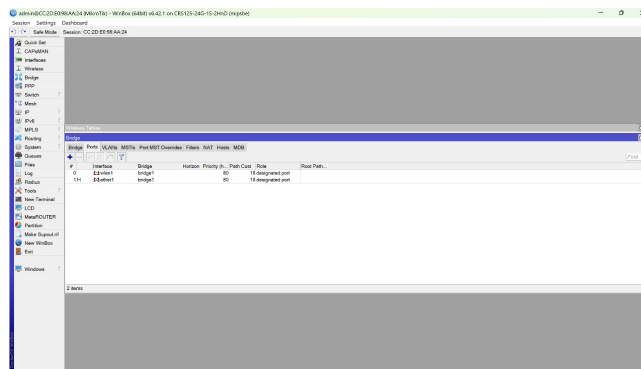 admin@CC:2D:E0:98:AA:24 (MikroTik) - WinBox (64bit) v6.42.1 on CRS125-24G-1S-2HnD (mipsbe)
Session Settings Dashboard
Safe Mode Session: CC:2D:E0:98:AA:24
Quick Set
CAPsMAN
Interfaces
Wireless
Bridge
PPP
Switch
Mesh
IP
IPv6
MPLS
Routing
System
Queues
Files
Log
Radius
Tools
New Terminal
LCD
MetaROUTER
Partition
Make Supout.rif
New WinBox
Exit
Windows
Wireless Tables
Bridge
Bridge Ports VLANs MSTIs Port MST Overrides Filters NAT Hosts MDB
Find
# Interface Bridge Horizon Priority (h... Path Cost Role Root Path...
0 wlan1 bridge1 80 10 designated port
1 H ether1 bridge1 80 10 designated port
2 items